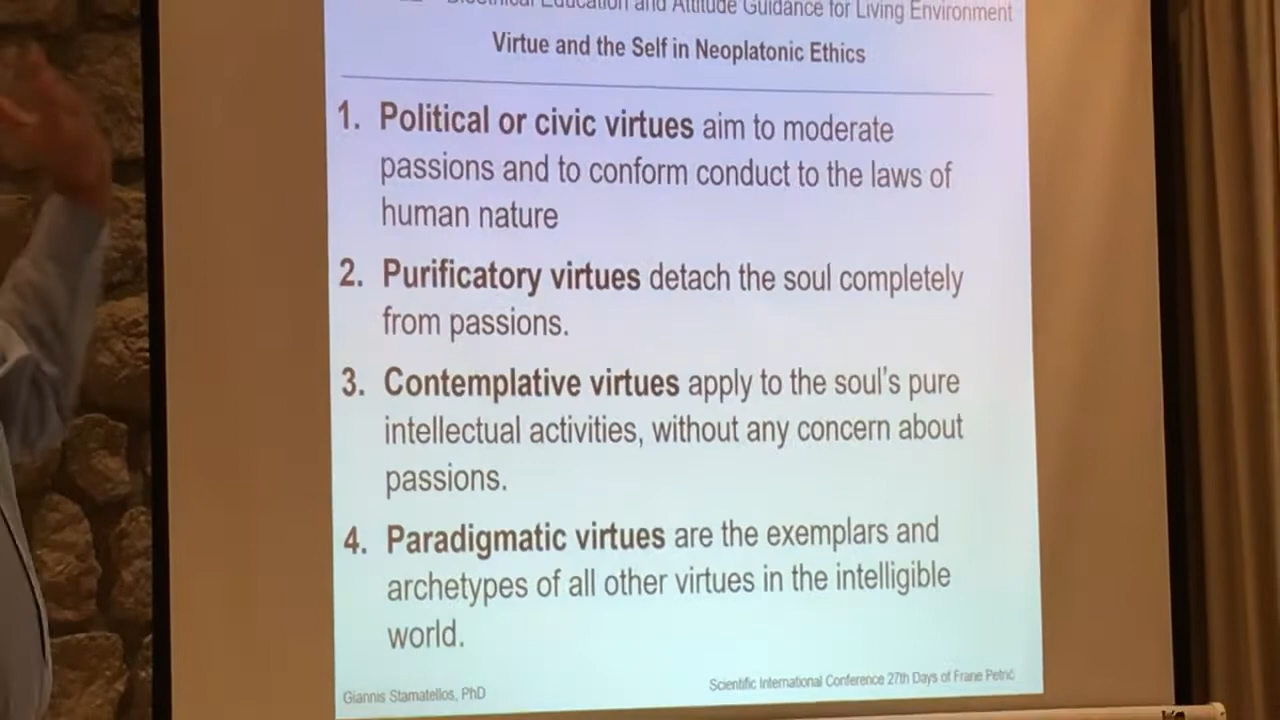 Bioethical Education and Attitude Guidance for Living Environment
Virtue and the Self in Neoplatonic Ethics
1. Political or civic virtues aim to moderate
passions and to conform conduct to the laws of
human nature
2. Purificatory virtues detach the soul completely
from passions.
3. Contemplative virtues apply to the soul's pure
intellectual activities, without any concern about
passions.
4. Paradigmatic virtues are the exemplars and
archetypes of all other virtues in the intelligible
world.
Giannis Stamatellos, PhD
Scientific International Conference 27th Days of Frane Petrić